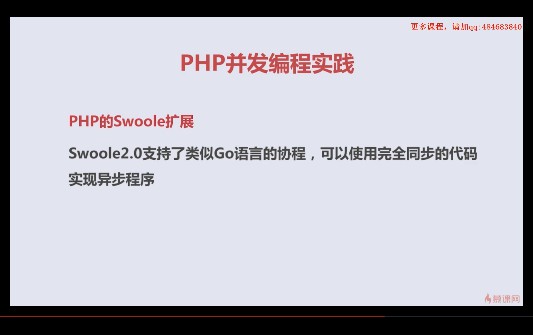 更多课程，请加qq:484683840
PHP并发编程实践
PHP的Swoole扩展
Swoole2.0支持了类似Go语言的协程，可以使用完全同步的代码
实现异步程序
慕课网